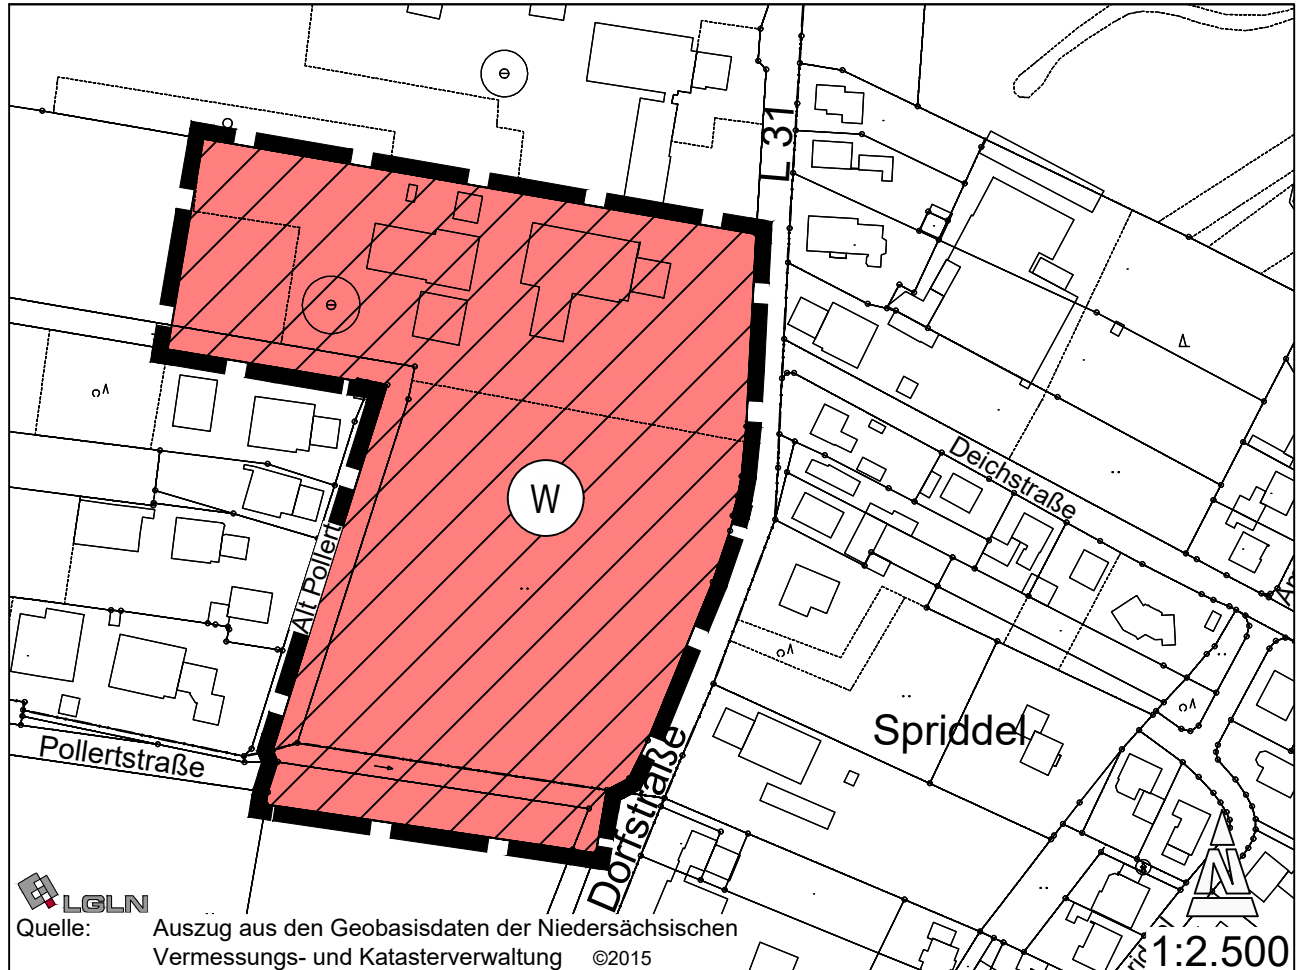 L 31
Deichstraße
W
Alt Pollert
Spriddel
Pollertstraße
Dorfstraße
N
LGLN
Quelle: Auszug aus den Geobasisdaten der Niedersächsischen
Vermessungs- und Katasterverwaltung ©2015
1:2.500